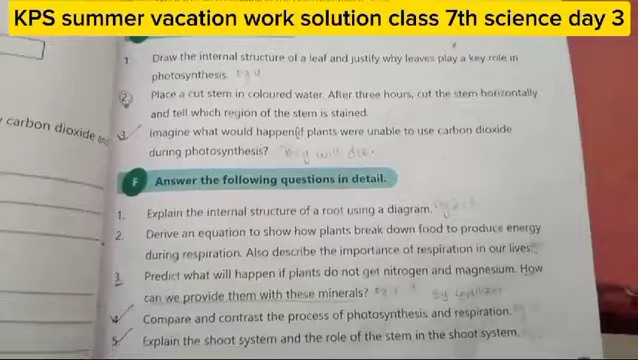 KPS summer vacation work solution class 7th science day 3
1. Draw the internal structure of a leaf and justify why leaves play a key role in
photosynthesis.
2. Place a cut stem in coloured water. After three hours, cut the stem horizontally
and tell which region of the stem is stained.
carbon dioxide and
3. Imagine what would happen if plants were unable to use carbon dioxide
during photosynthesis? will die.
F Answer the following questions in detail.
1. Explain the internal structure of a root using a diagram.
2. Derive an equation to show how plants break down food to produce energy
during respiration. Also describe the importance of respiration in our lives.
3. Predict what will happen if plants do not get nitrogen and magnesium. How
can we provide them with these minerals? By
4. Compare and contrast the process of photosynthesis and respiration.
5. Explain the shoot system and the role of the stem in the shoot system.